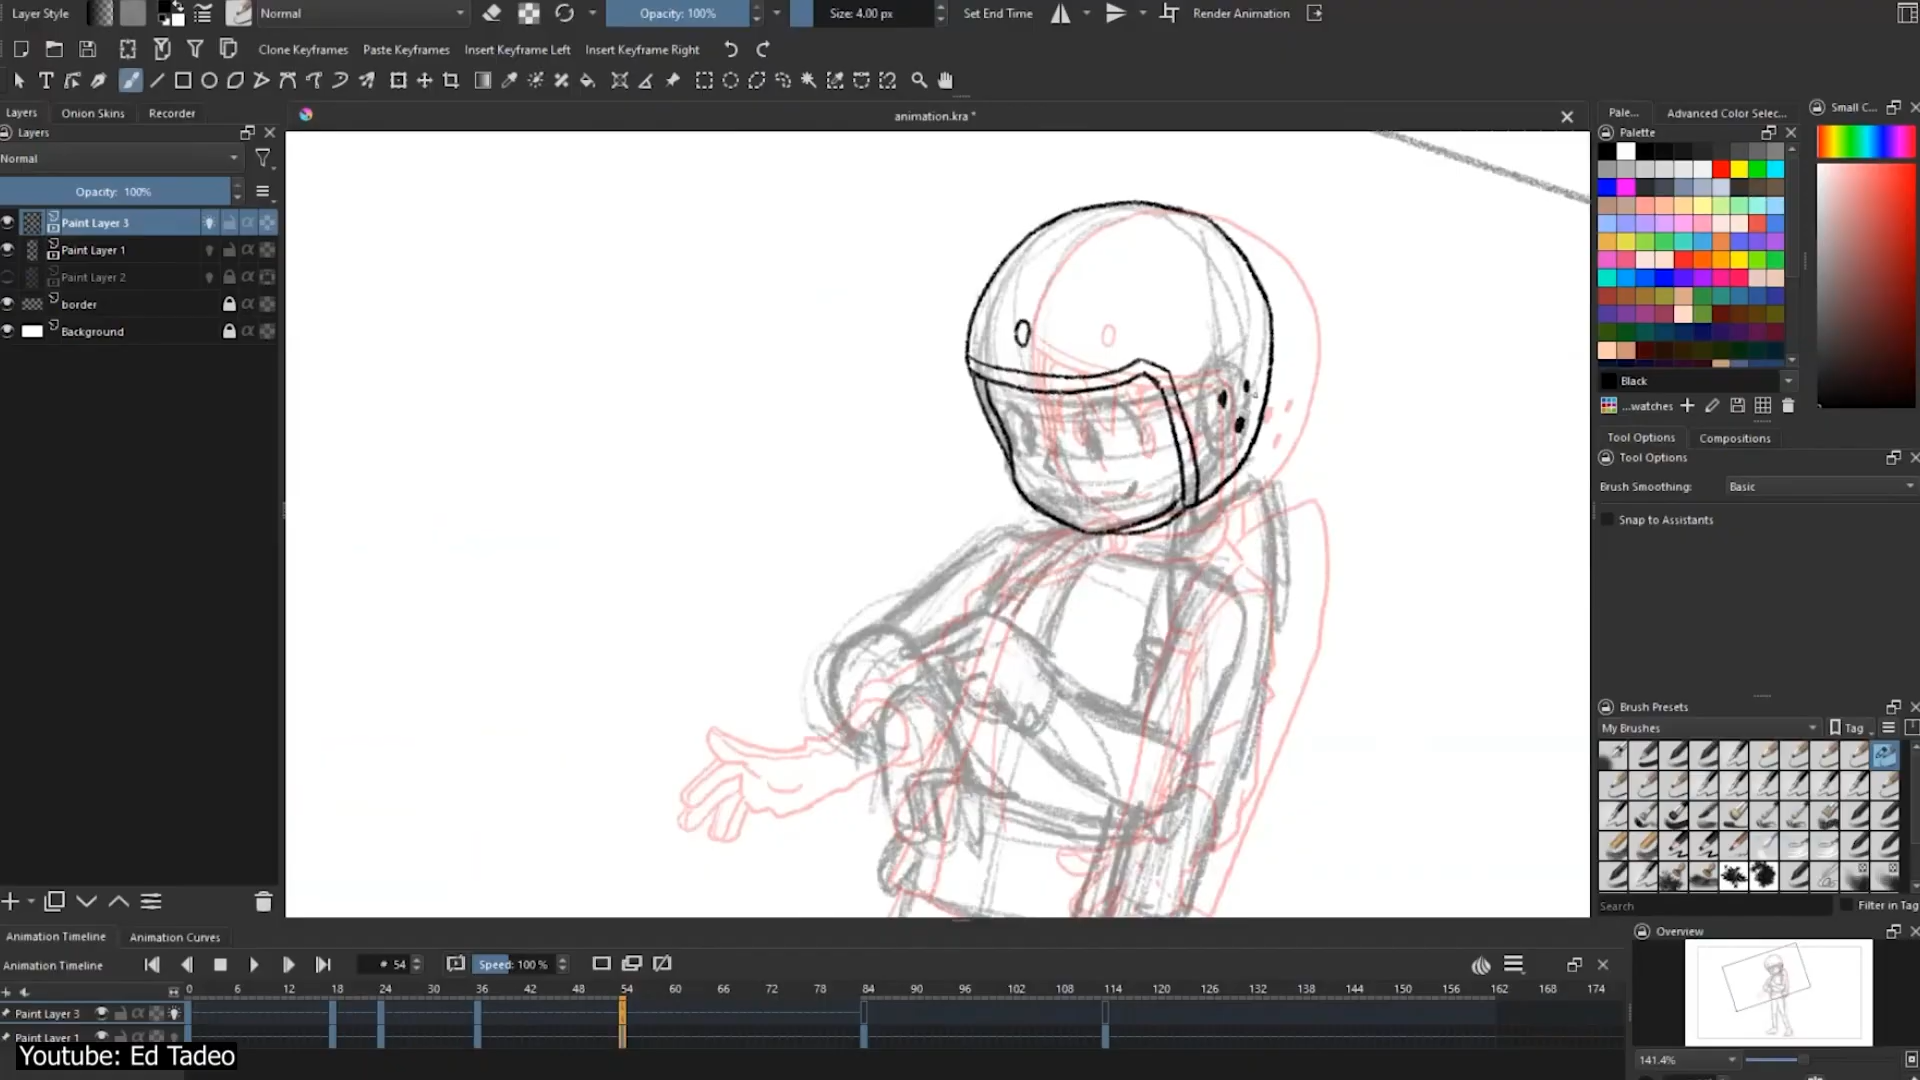 Layer Style Normal Opacity: 100% Size: 4.00 px Set End Time Render Animation
Clone Keyframes Paste Keyframes Insert Keyframe Left Insert Keyframe Right
Layers Onion Skins Recorder
animation.kra *
Layers
Normal
Opacity: 100%
Paint Layer 3
Paint Layer 1
Paint Layer 2
border
Background
Pale... Advanced Color Selec... Small C...
Palette
Black
...watches
Tool Options Compositions
Tool Options
Brush Smoothing: Basic
Snap to Assistants
Brush Presets
My Brushes Tag
Search Filter in Tag
Overview
141.4%
Animation Timeline Animation Curves
Animation Timeline # 54 Speed: 100 %
0 6 12 18 24 30 36 42 48 54 60 66 72 78 84 90 96 102 108 114 120 126 132 138 144 150 156 162 168 174
Paint Layer 3
Paint Layer 1
Youtube: Ed Tadeo